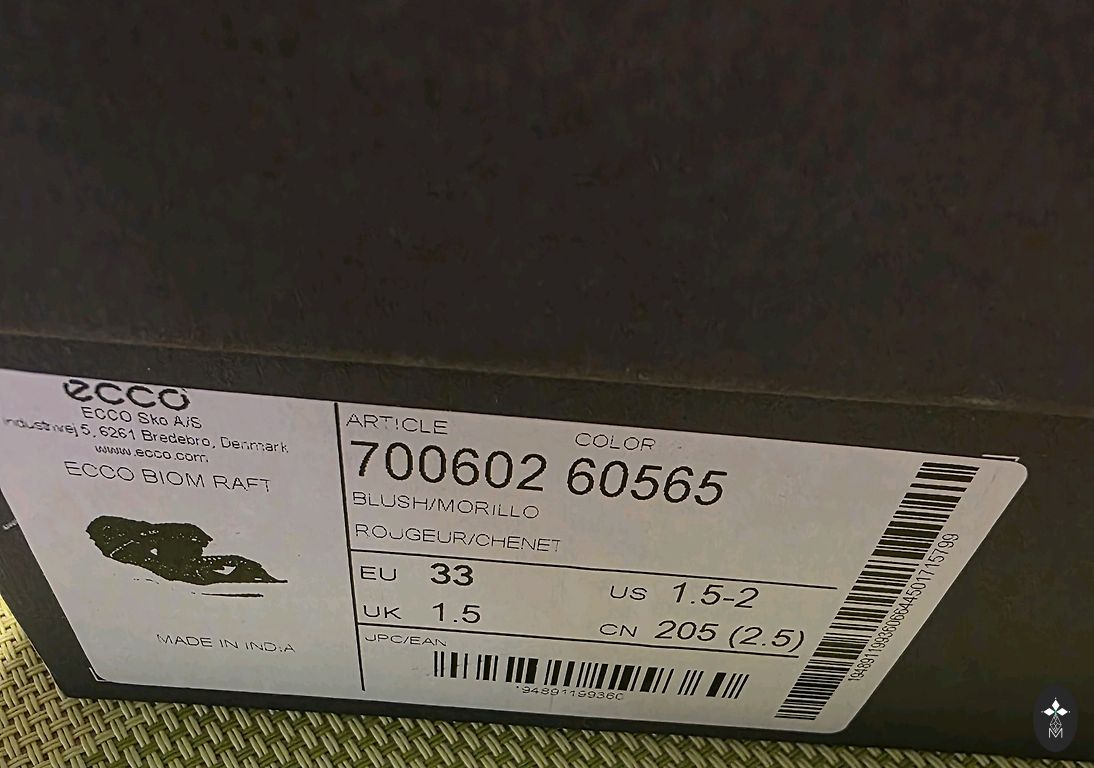 ecco
ECCO Sko A/S
Industrivej 5, 6261 Bredebro, Denmark
www.ecco.com
ECCO BIOM RAFT
MADE IN INDIA
ARTICLE COLOR
700602 60565
BLUSH/MORILLO
ROUGEUR/CHENET
EU 33 US 1.5-2
UK 1.5 CN 205 (2.5)
UPC/EAN
194891199360
M